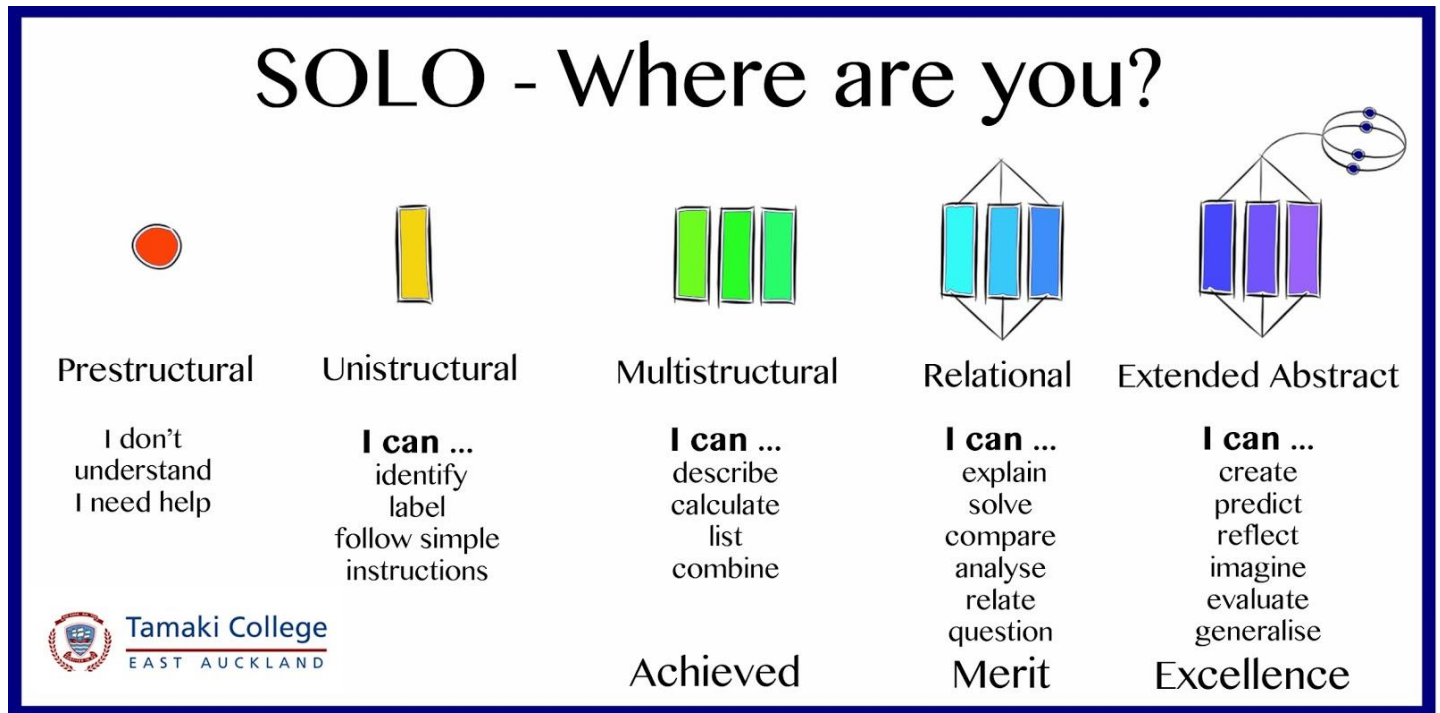 SOLO - Where are you?
Prestructural
I don't
understand
I need help
Unistructural
I can ...
identify
label
follow simple
instructions
Multistructural
I can ...
describe
calculate
list
combine
Achieved
Relational
I can ...
explain
solve
compare
analyse
relate
question
Merit
Extended Abstract
I can ...
create
predict
reflect
imagine
evaluate
generalise
Excellence
Tamaki College
EAST AUCKLAND